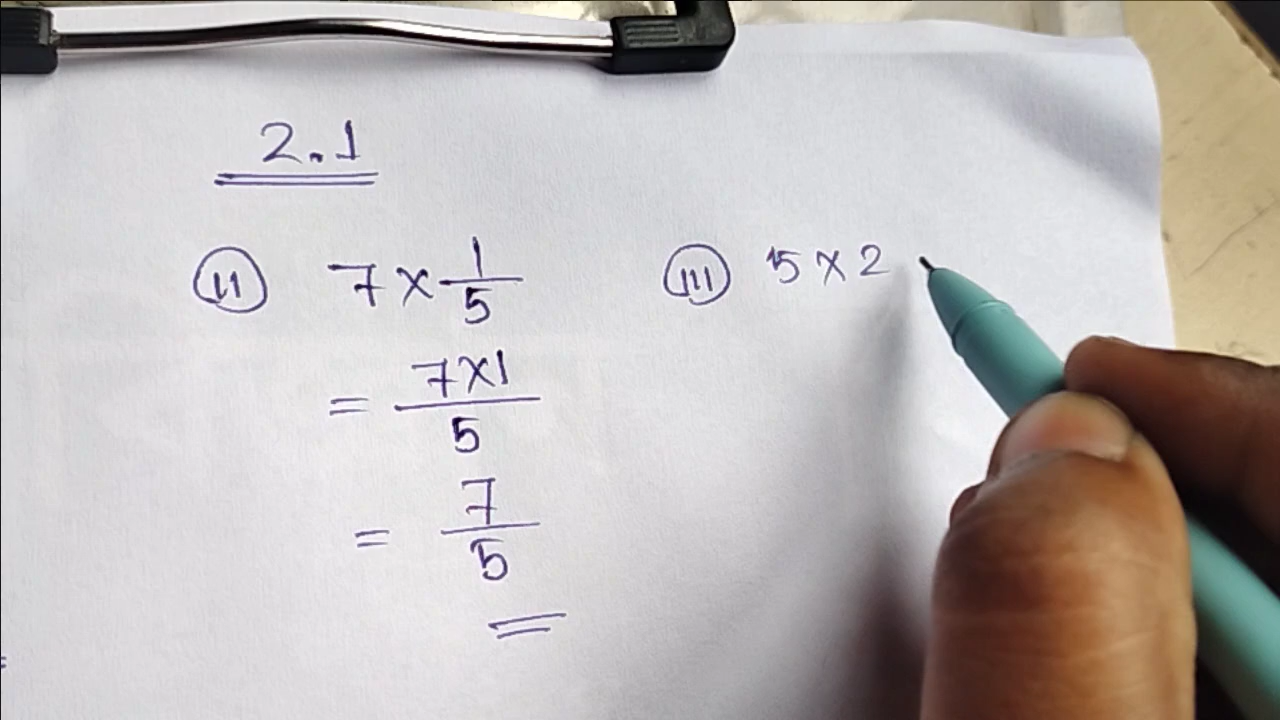 2.1
(ii) 7 × 1/5
= 7×1/5
= 7/5
(iii) 5 × 2